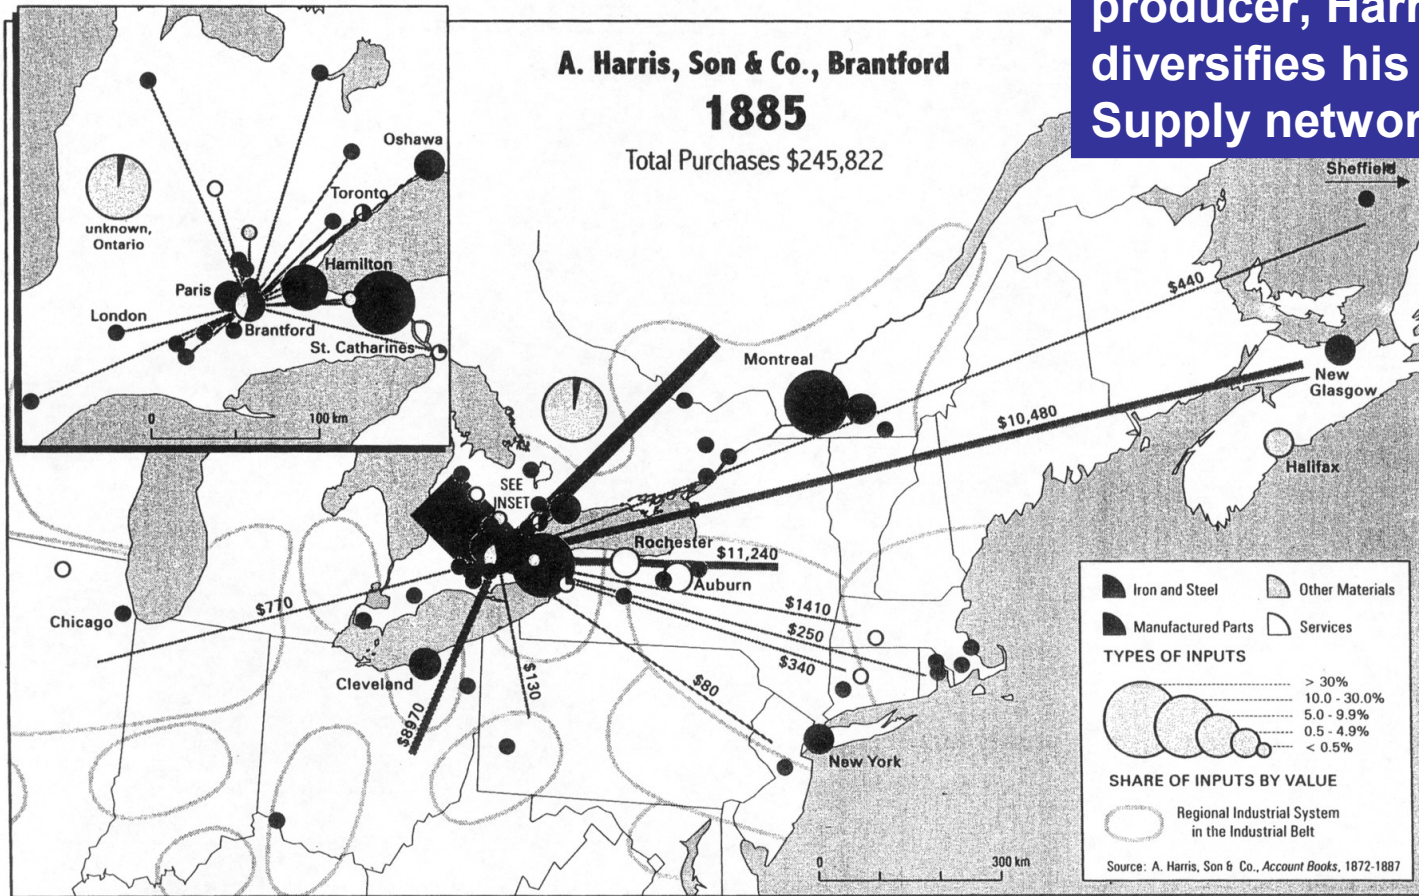 producer, Harr
diversifies his
Supply networ
A. Harris, Son & Co., Brantford
1885
Total Purchases $245,822
Oshawa
Toronto
unknown,
Ontario
Hamilton
Paris
London
Brantford
St. Catharines
0 100 km
Sheffield
$440
Montreal
New
Glasgow
$10,480
Halifax
SEE
INSET
Rochester
$11,240
Auburn
Chicago
$770
$1410
$250
$340
Cleveland
$8970
$130
$80
New York
0 300 km
Iron and Steel
Other Materials
Manufactured Parts
Services
TYPES OF INPUTS
> 30%
10.0 - 30.0%
5.0 - 9.9%
0.5 - 4.9%
< 0.5%
SHARE OF INPUTS BY VALUE
Regional Industrial System
in the Industrial Belt
Source: A. Harris, Son & Co., Account Books, 1872-1887